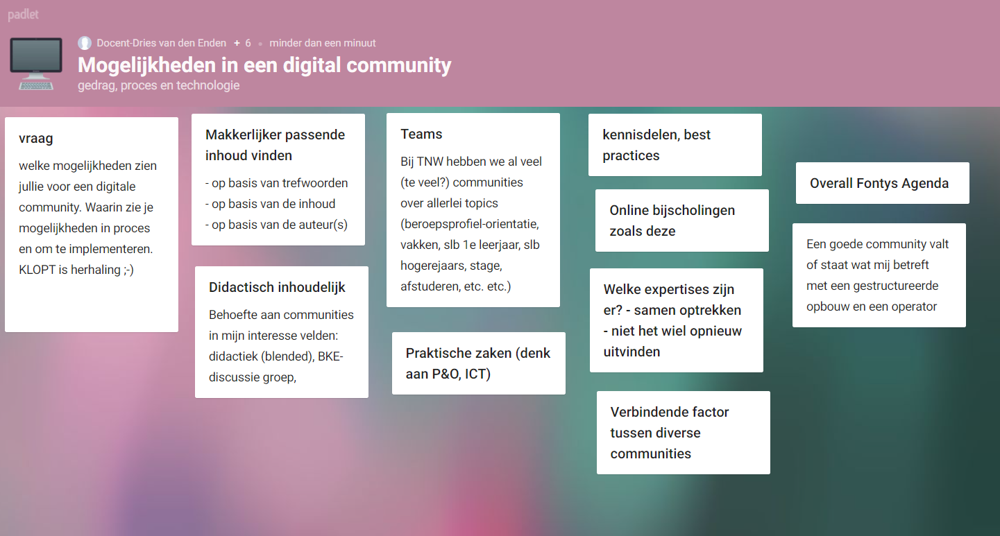 padlet
Docent-Dries van den Enden + 6 • minder dan een minuut
Mogelijkheden in een digital community
gedrag, proces en technologie
vraag
welke mogelijkheden zien
jullie voor een digitale
community. Waarin zie je
mogelijkheden in proces
en om te implementeren.
KLOPT is herhaling ;-)
Makkerlijker passende
inhoud vinden
- op basis van trefwoorden
- op basis van de inhoud
- op basis van de auteur(s)
Didactisch inhoudelijk
Behoefte aan communities
in mijn interesse velden:
didactiek (blended), BKE-
discussie groep,
Teams
Bij TNW hebben we al veel
(te veel?) communities
over allerlei topics
(beroepsprofiel-orientatie,
vakken, slb 1e leerjaar, slb
hogerejaars, stage,
afstuderen, etc. etc.)
Praktische zaken (denk
aan P&O, ICT)
kennisdelen, best
practices
Online bijscholingen
zoals deze
Welke expertises zijn
er? - samen optrekken
- niet het wiel opnieuw
uitvinden
Verbindende factor
tussen diverse
communities
Overall Fontys Agenda
Een goede community valt
of staat wat mij betreft
met een gestructureerde
opbouw en een operator